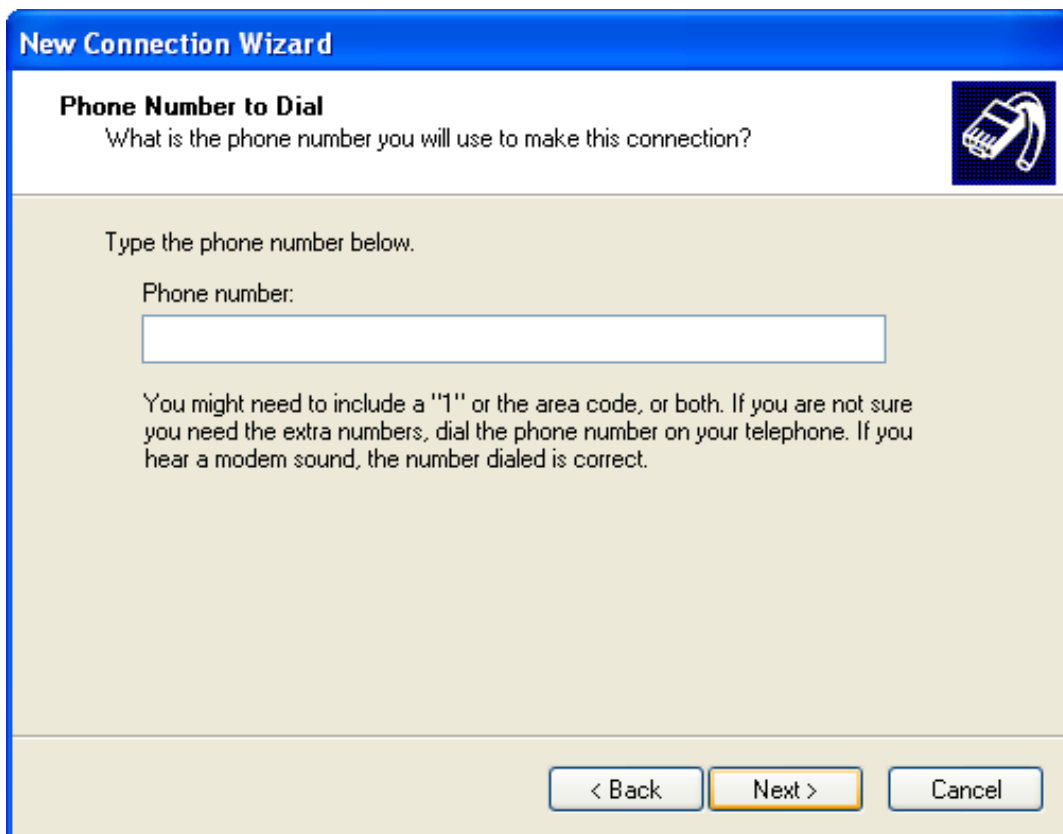 New Connection Wizard
Phone Number to Dial
What is the phone number you will use to make this connection?
Type the phone number below.
Phone number:
You might need to include a "1" or the area code, or both. If you are not sure
you need the extra numbers, dial the phone number on your telephone. If you
hear a modem sound, the number dialed is correct.
< Back Next > Cancel